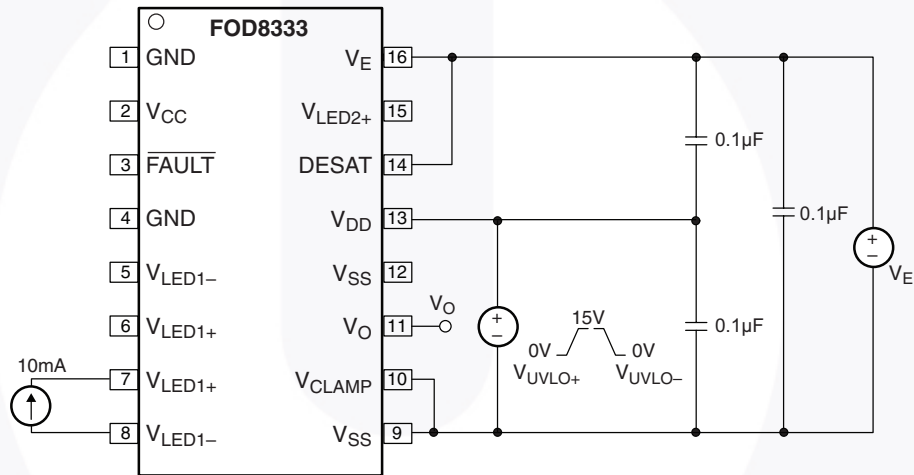 FOD8333
1 GND
2 VCC
3 FAULT
4 GND
5 VLED1–
6 VLED1+
7 VLED1+
8 VLED1–
10mA
VE 16
VLED2+ 15
DESAT 14
VDD 13
VSS 12
VO 11
VCLAMP 10
VSS 9
VO
+
–
0V 15V 0V
VUVLO+ VUVLO–
0.1µF
0.1µF
0.1µF
+
–
VE